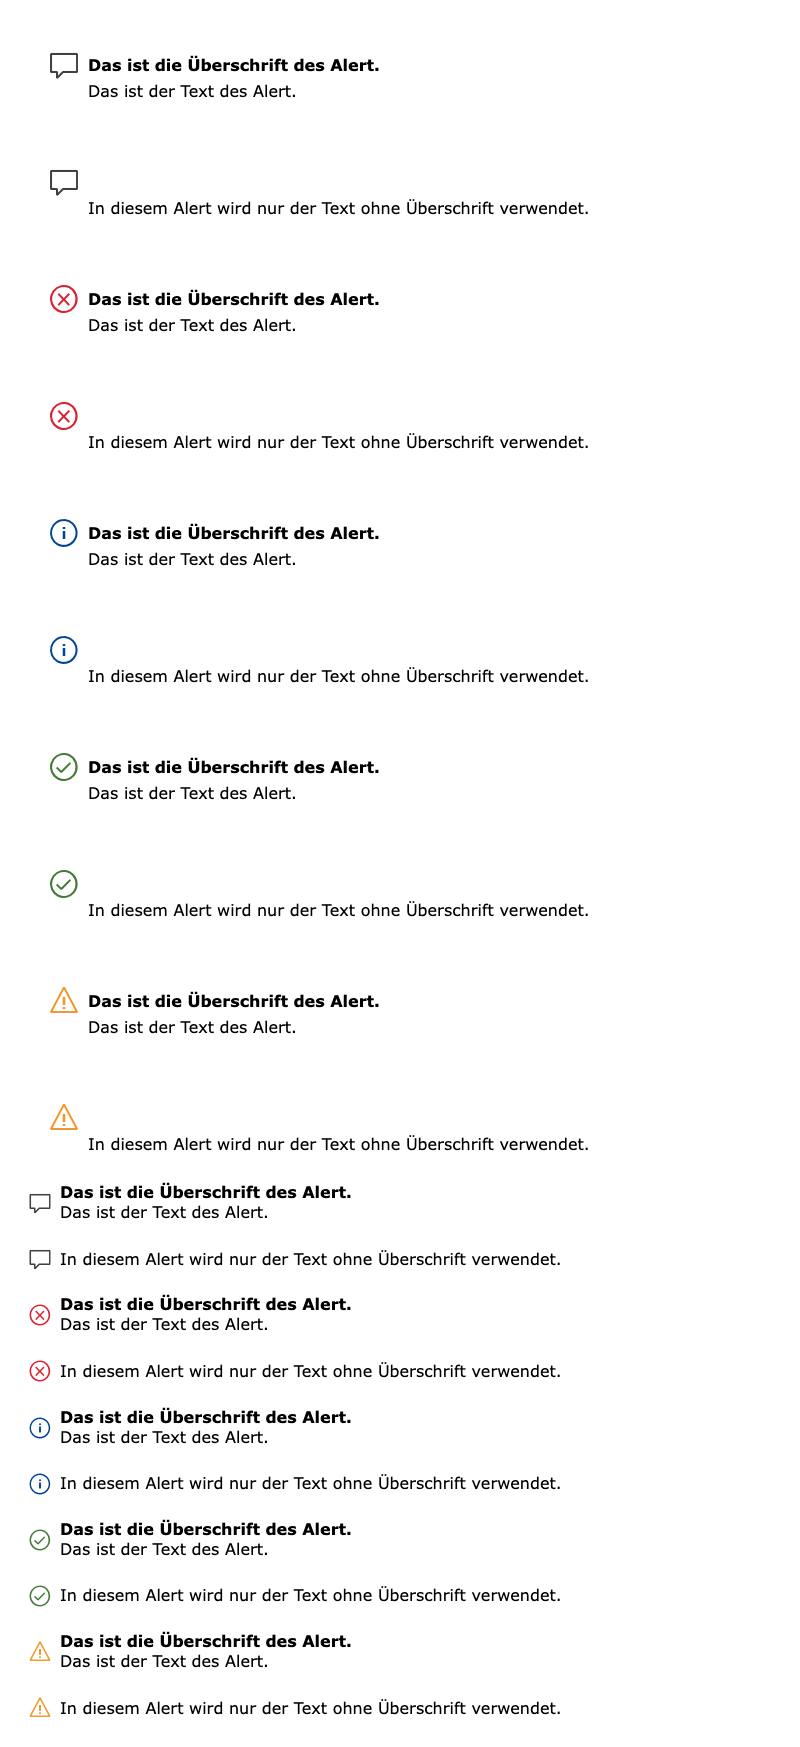 Das ist die Überschrift des Alert.
Das ist der Text des Alert.
In diesem Alert wird nur der Text ohne Überschrift verwendet.
Das ist die Überschrift des Alert.
Das ist der Text des Alert.
In diesem Alert wird nur der Text ohne Überschrift verwendet.
Das ist die Überschrift des Alert.
Das ist der Text des Alert.
In diesem Alert wird nur der Text ohne Überschrift verwendet.
Das ist die Überschrift des Alert.
Das ist der Text des Alert.
In diesem Alert wird nur der Text ohne Überschrift verwendet.
Das ist die Überschrift des Alert.
Das ist der Text des Alert.
In diesem Alert wird nur der Text ohne Überschrift verwendet.
Das ist die Überschrift des Alert.
Das ist der Text des Alert.
In diesem Alert wird nur der Text ohne Überschrift verwendet.
Das ist die Überschrift des Alert.
Das ist der Text des Alert.
In diesem Alert wird nur der Text ohne Überschrift verwendet.
Das ist die Überschrift des Alert.
Das ist der Text des Alert.
In diesem Alert wird nur der Text ohne Überschrift verwendet.
Das ist die Überschrift des Alert.
Das ist der Text des Alert.
In diesem Alert wird nur der Text ohne Überschrift verwendet.
Das ist die Überschrift des Alert.
Das ist der Text des Alert.
In diesem Alert wird nur der Text ohne Überschrift verwendet.